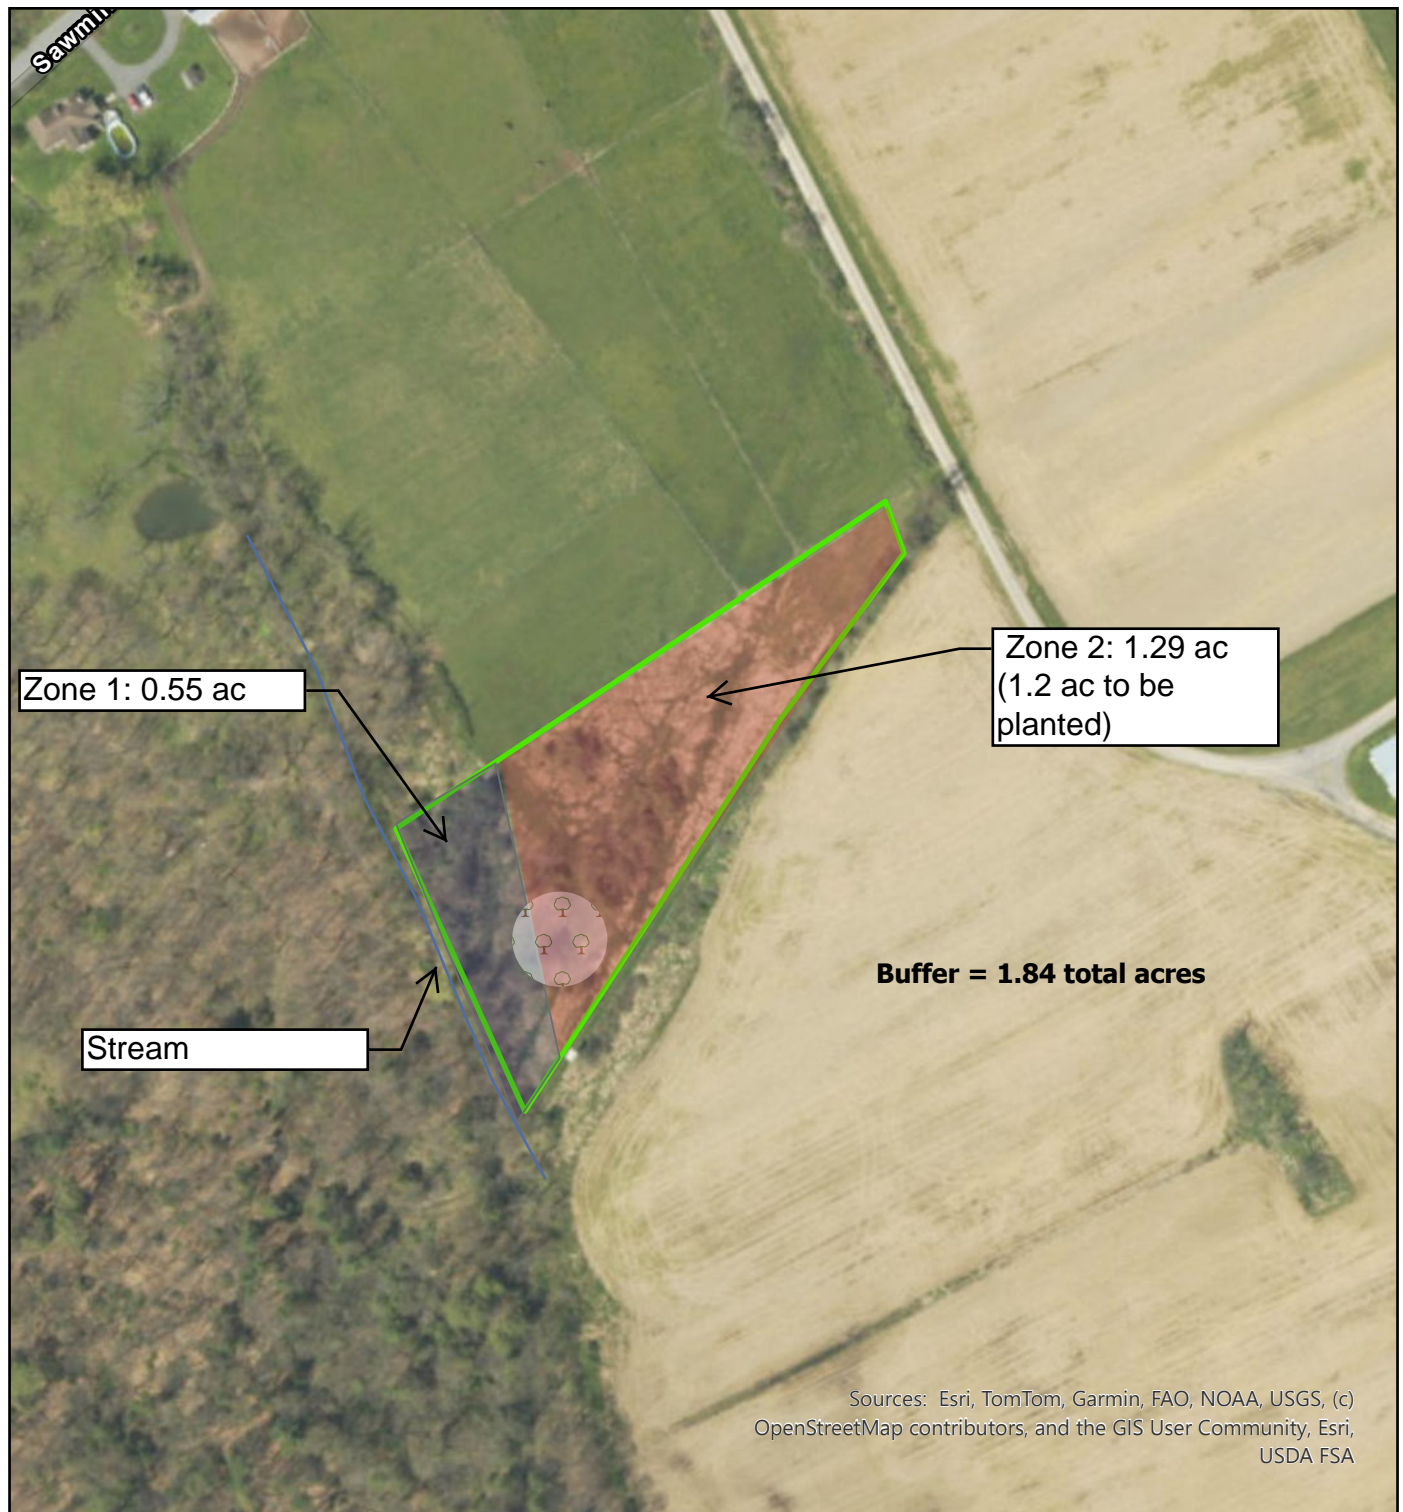 Zone 1: 0.55 ac
Zone 2: 1.29 ac
(1.2 ac to be
planted)
Buffer = 1.84 total acres
Stream
Sources: Esri, TomTom, Garmin, FAO, NOAA, USGS, (c)
OpenStreetMap contributors, and the GIS User Community, Esri,
USDA FSA